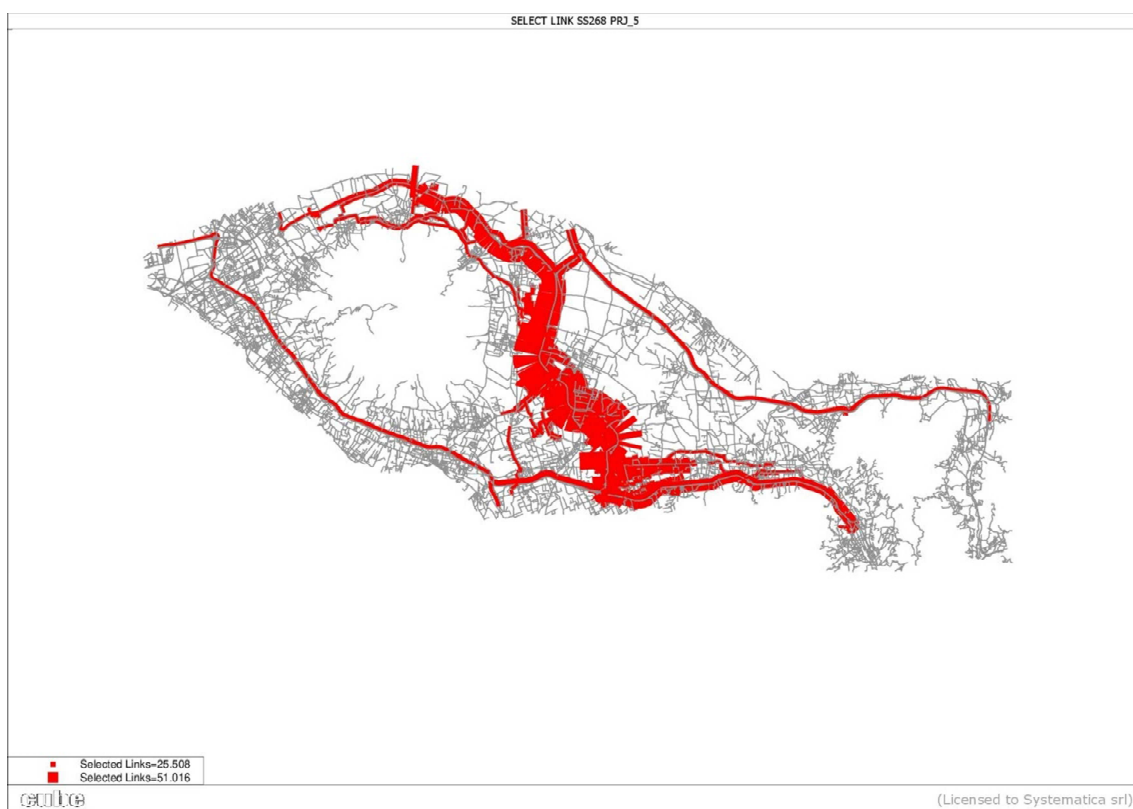 SELECT LINK SS268 PRJ_5
Selected Links=25.508
Selected Links=51.016
cube
(Licensed to Systematica srl)